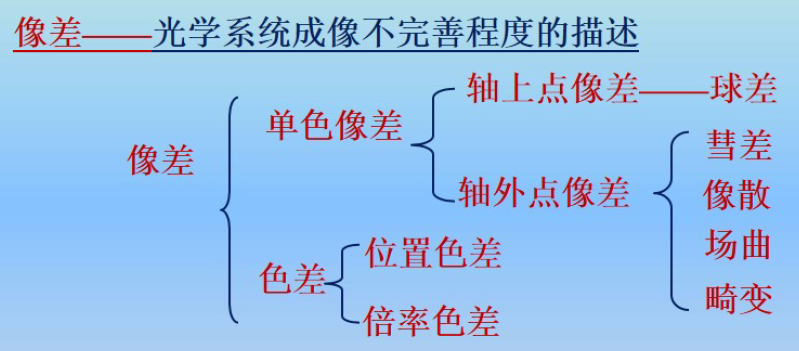 像差——光学系统成像不完善程度的描述
轴上点像差——球差
单色像差
彗差
像差
轴外点像差
像散
场曲
位置色差
色差
畸变
倍率色差